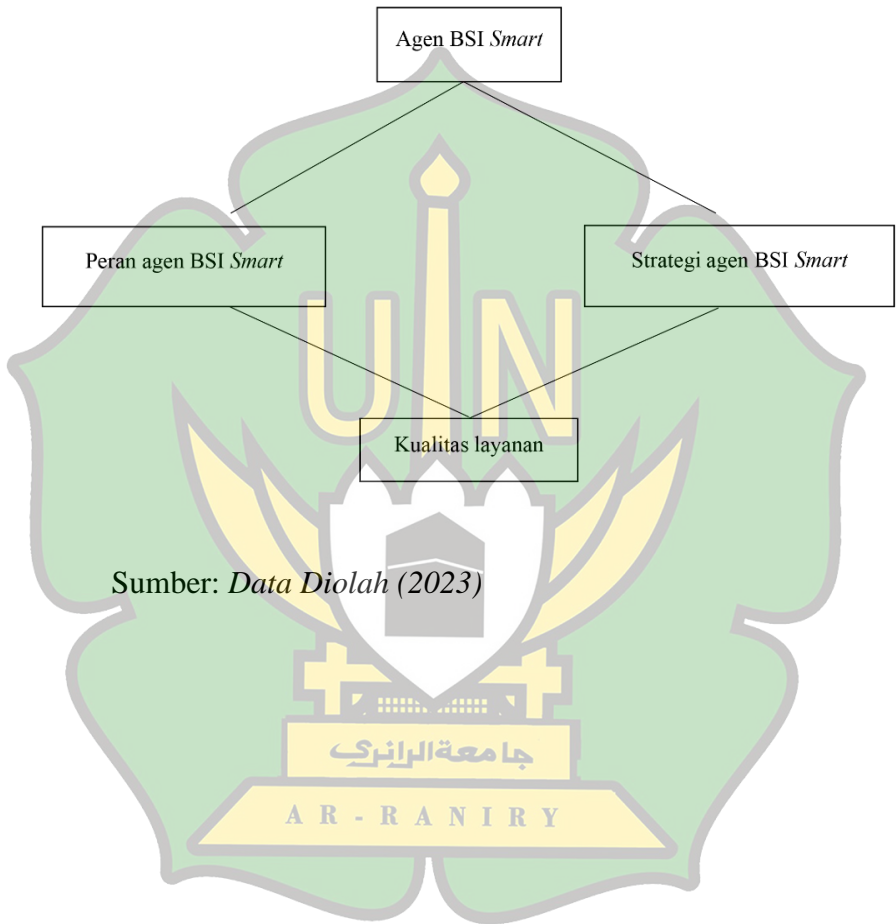 Agen BSI Smart
Peran agen BSI Smart
Strategi agen BSI Smart
UIN
Kualitas layanan
Sumber: Data Diolah (2023)
جامعةالرانري
AR-RANIRY